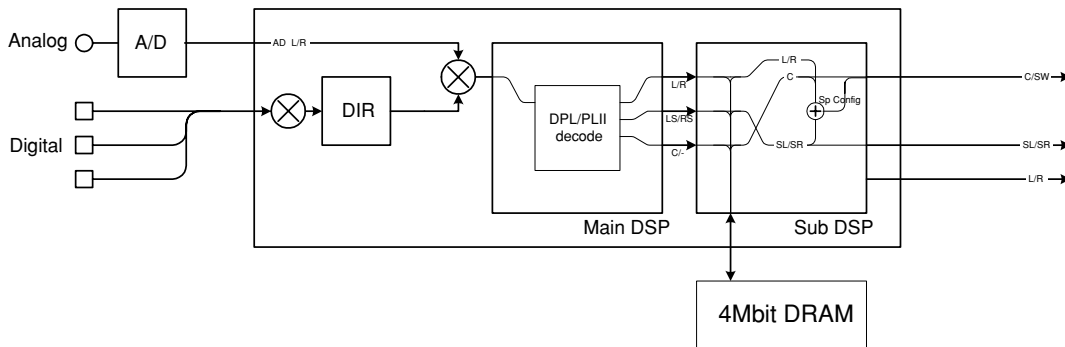 Analog
A/D
AD L/R
L/R
L/R
C
C/SW
Sp Config
DIR
DPL/PLII
decode
LS/RS
Digital
C/-
SL/SR
SL/SR
L/R
Main DSP
Sub DSP
4Mbit DRAM